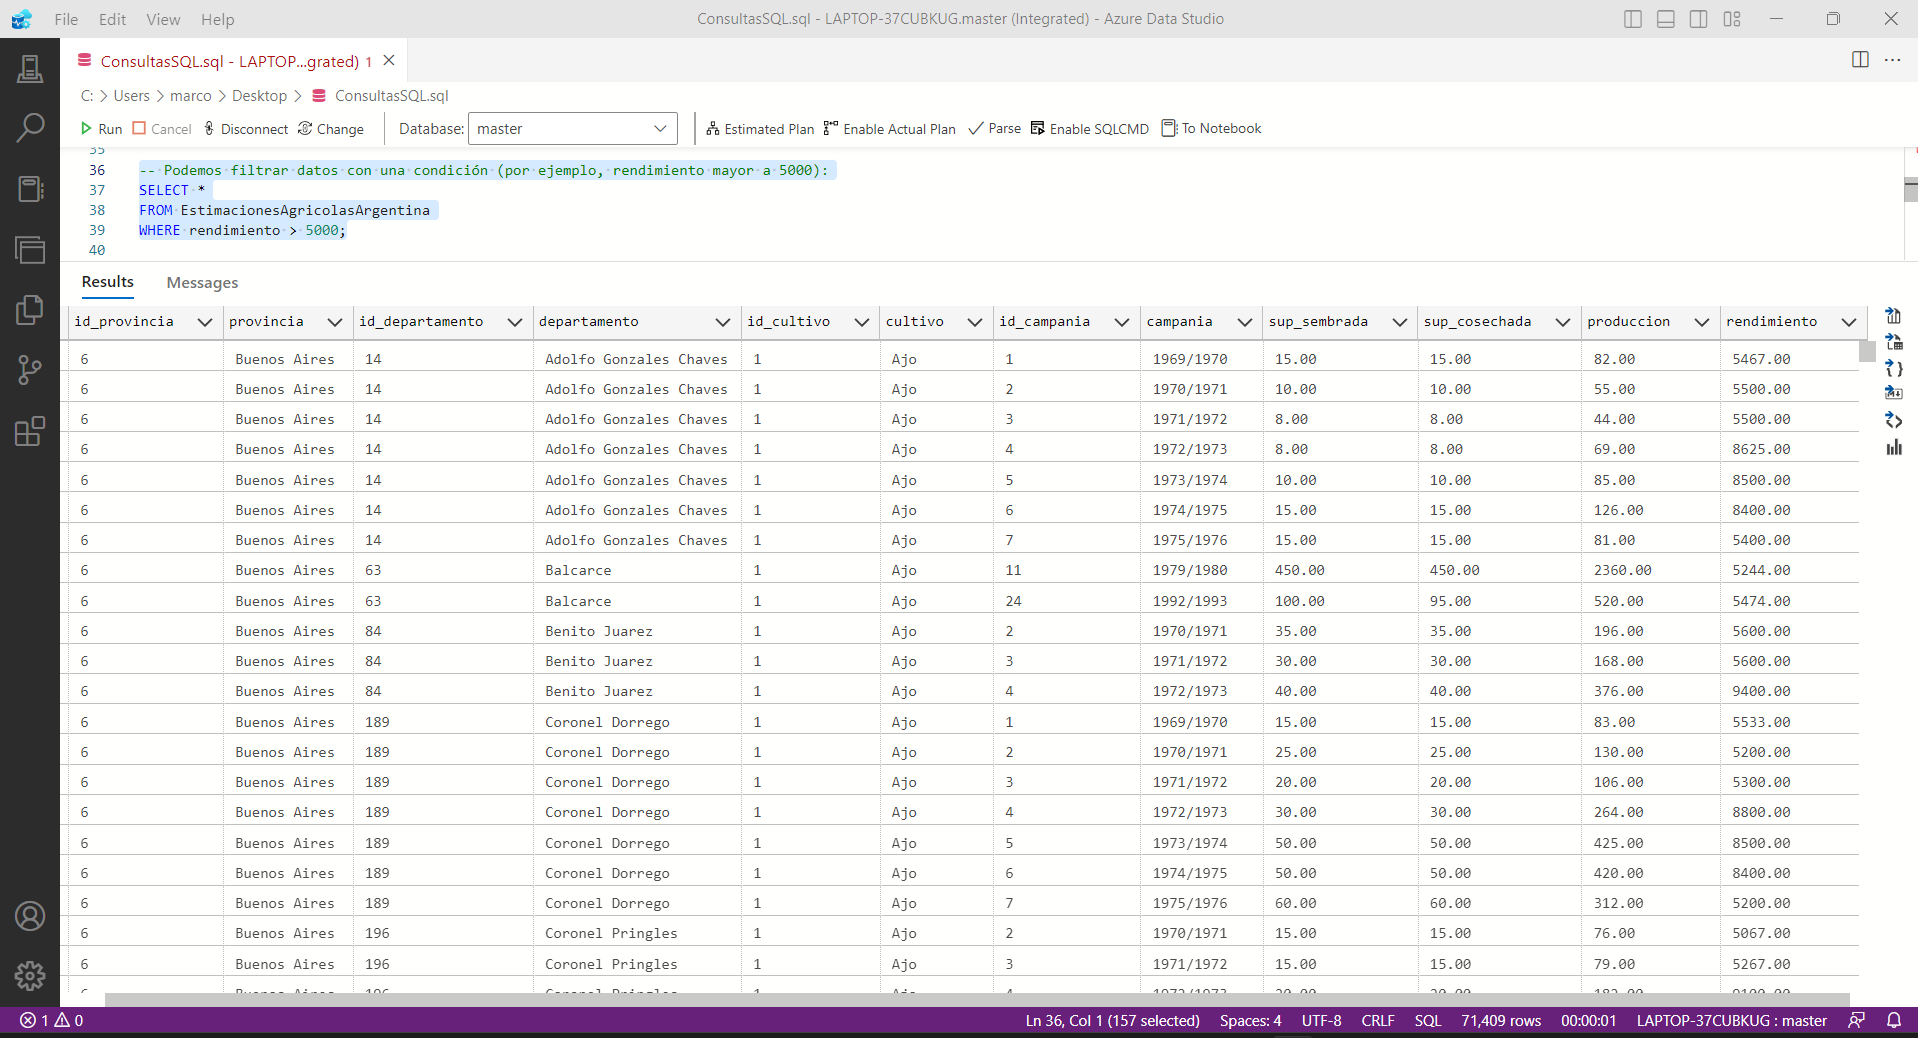 File Edit View Help
ConsultasSQL.sql - LAPTOP-37CUBKUG.master (Integrated) - Azure Data Studio
ConsultasSQL.sql - LAPTOP...grated) 1
C: > Users > marco > Desktop > ConsultasSQL.sql
Run Cancel Disconnect Change Database: master Estimated Plan Enable Actual Plan Parse Enable SQLCMD To Notebook
35
36 -- Podemos filtrar datos con una condición (por ejemplo, rendimiento mayor a 5000):
37 SELECT *
38 FROM EstimacionesAgricolasArgentina
39 WHERE rendimiento > 5000;
40
Results Messages
id_provincia provincia id_departamento departamento id_cultivo cultivo id_campania campania sup_sembrada sup_cosechada produccion rendimiento
6 Buenos Aires 14 Adolfo Gonzales Chaves 1 Ajo 1 1969/1970 15.00 15.00 82.00 5467.00
6 Buenos Aires 14 Adolfo Gonzales Chaves 1 Ajo 2 1970/1971 10.00 10.00 55.00 5500.00
6 Buenos Aires 14 Adolfo Gonzales Chaves 1 Ajo 3 1971/1972 8.00 8.00 44.00 5500.00
6 Buenos Aires 14 Adolfo Gonzales Chaves 1 Ajo 4 1972/1973 8.00 8.00 69.00 8625.00
6 Buenos Aires 14 Adolfo Gonzales Chaves 1 Ajo 5 1973/1974 10.00 10.00 85.00 8500.00
6 Buenos Aires 14 Adolfo Gonzales Chaves 1 Ajo 6 1974/1975 15.00 15.00 126.00 8400.00
6 Buenos Aires 14 Adolfo Gonzales Chaves 1 Ajo 7 1975/1976 15.00 15.00 81.00 5400.00
6 Buenos Aires 63 Balcarce 1 Ajo 11 1979/1980 450.00 450.00 2360.00 5244.00
6 Buenos Aires 63 Balcarce 1 Ajo 24 1992/1993 100.00 95.00 520.00 5474.00
6 Buenos Aires 84 Benito Juarez 1 Ajo 2 1970/1971 35.00 35.00 196.00 5600.00
6 Buenos Aires 84 Benito Juarez 1 Ajo 3 1971/1972 30.00 30.00 168.00 5600.00
6 Buenos Aires 84 Benito Juarez 1 Ajo 4 1972/1973 40.00 40.00 376.00 9400.00
6 Buenos Aires 189 Coronel Dorrego 1 Ajo 1 1969/1970 15.00 15.00 83.00 5533.00
6 Buenos Aires 189 Coronel Dorrego 1 Ajo 2 1970/1971 25.00 25.00 130.00 5200.00
6 Buenos Aires 189 Coronel Dorrego 1 Ajo 3 1971/1972 20.00 20.00 106.00 5300.00
6 Buenos Aires 189 Coronel Dorrego 1 Ajo 4 1972/1973 30.00 30.00 264.00 8800.00
6 Buenos Aires 189 Coronel Dorrego 1 Ajo 5 1973/1974 50.00 50.00 425.00 8500.00
6 Buenos Aires 189 Coronel Dorrego 1 Ajo 6 1974/1975 50.00 50.00 420.00 8400.00
6 Buenos Aires 189 Coronel Dorrego 1 Ajo 7 1975/1976 60.00 60.00 312.00 5200.00
6 Buenos Aires 196 Coronel Pringles 1 Ajo 2 1970/1971 15.00 15.00 76.00 5067.00
6 Buenos Aires 196 Coronel Pringles 1 Ajo 3 1971/1972 15.00 15.00 79.00 5267.00
1 0 Ln 36, Col 1 (157 selected) Spaces: 4 UTF-8 CRLF SQL 71,409 rows 00:00:01 LAPTOP-37CUBKUG : master